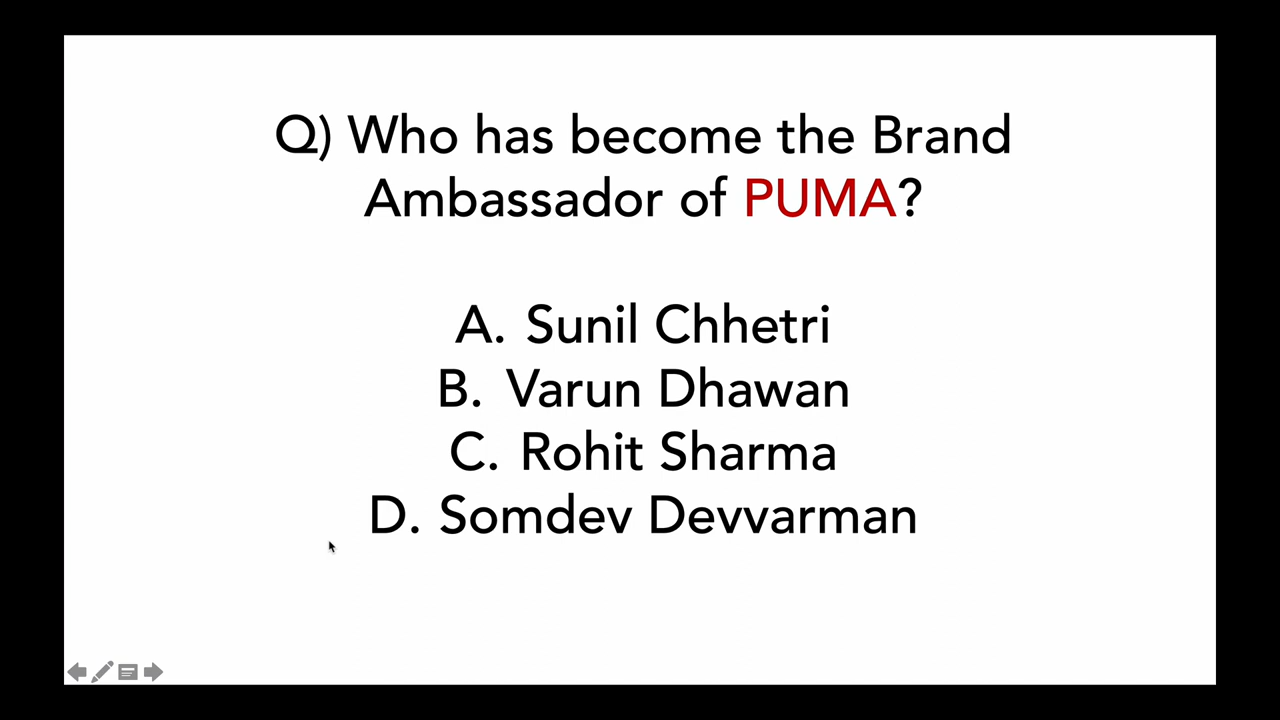 Q) Who has become the Brand
Ambassador of PUMA?
A. Sunil Chhetri
B. Varun Dhawan
C. Rohit Sharma
D. Somdev Devvarman